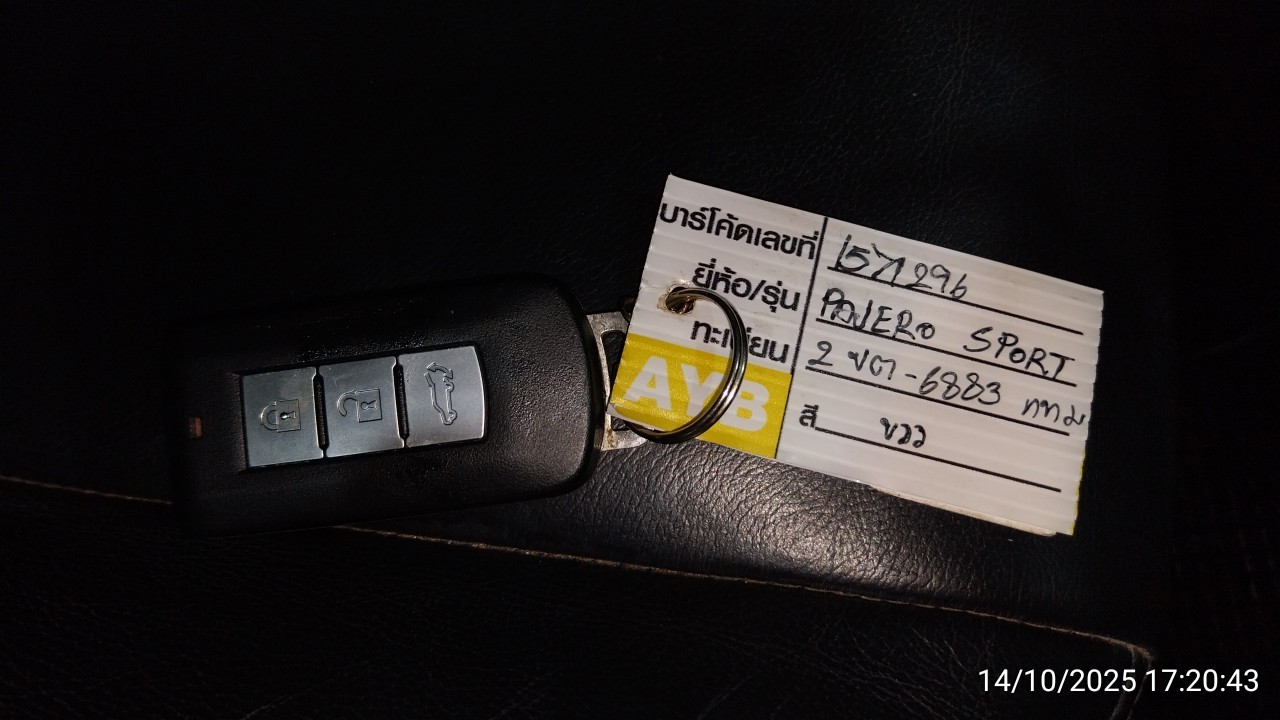 บาร์โค้ดเลขที่ 1571296
ยี่ห้อ/รุ่น PAJERO SPORT
ทะเบียน 2 ขต-6883 กทม
AYB สี ขาว
14/10/2025 17:20:43